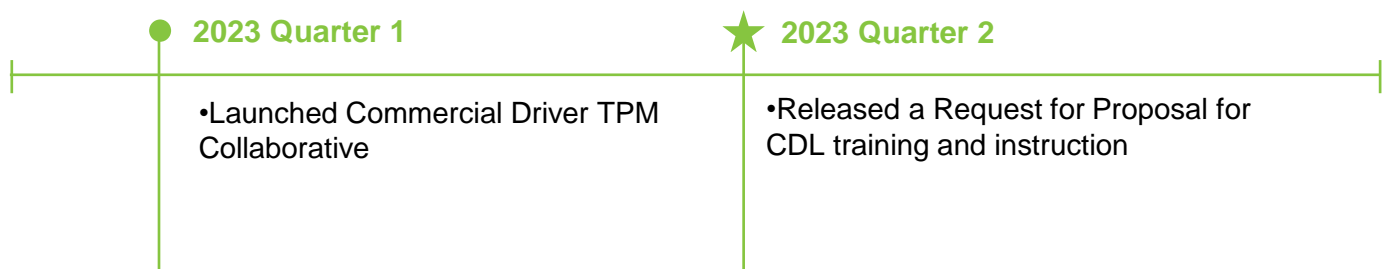 2023 Quarter 1
•Launched Commercial Driver TPM
Collaborative
2023 Quarter 2
•Released a Request for Proposal for
CDL training and instruction